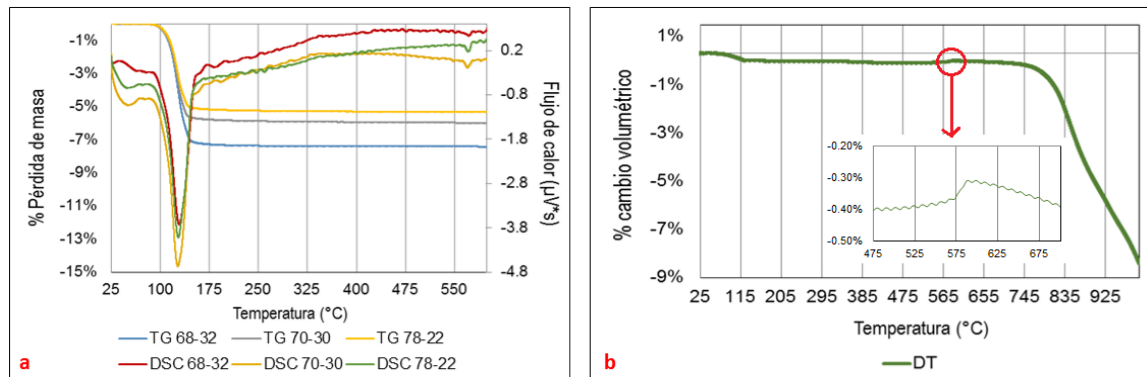 -1%
-3%
-5%
-7%
-9%
-11%
-13%
-15%
% Pérdida de masa
0.2
-0.8
-1.8
-2.8
-3.8
-4.8
Flujo de calor (µV*s)
25 100 175 250 325 400 475 550
Temperatura (°C)
TG 68-32 TG 70-30 TG 78-22
DSC 68-32 DSC 70-30 DSC 78-22
a
1%
-1%
-3%
-5%
-7%
-9%
% cambio volumétrico
-0.20%
-0.30%
-0.40%
-0.50%
475 525 575 625 675
25 115 205 295 385 475 565 655 745 835 925
Temperatura (°C)
DT
b